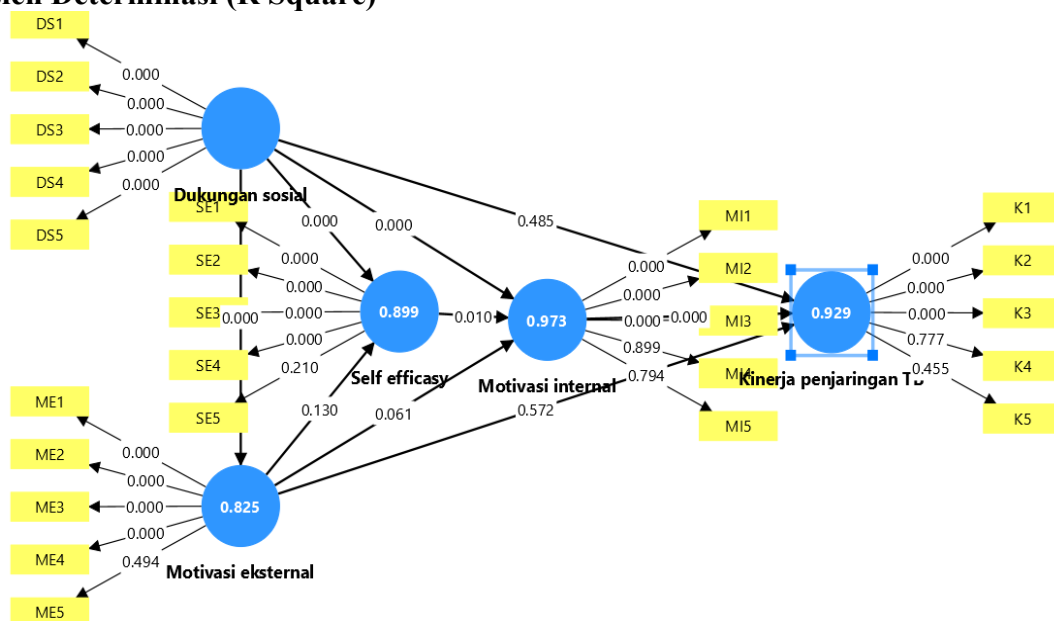 Determinasi (R Square)
DS1
DS2
DS3
DS4
DS5
0.000
0.000
0.000
0.000
0.000
Dukungan sosial
0.000
0.000
0.000
0.485
SE1
SE2
SE3
SE4
SE5
0.000
0.000
0.000
0.000
0.210
0.899
Self efficasy
0.010
0.973
Motivasi internal
0.130
0.061
0.572
MI1
MI2
MI3
MI5
0.000
0.000
0.000
0.899
0.794
0.000
0.929
Kinerja penjaringan
K1
K2
K3
K4
K5
0.000
0.000
0.000
0.777
0.455
ME1
ME2
ME3
ME4
ME5
0.000
0.000
0.000
0.000
0.494
0.825
Motivasi eksternal